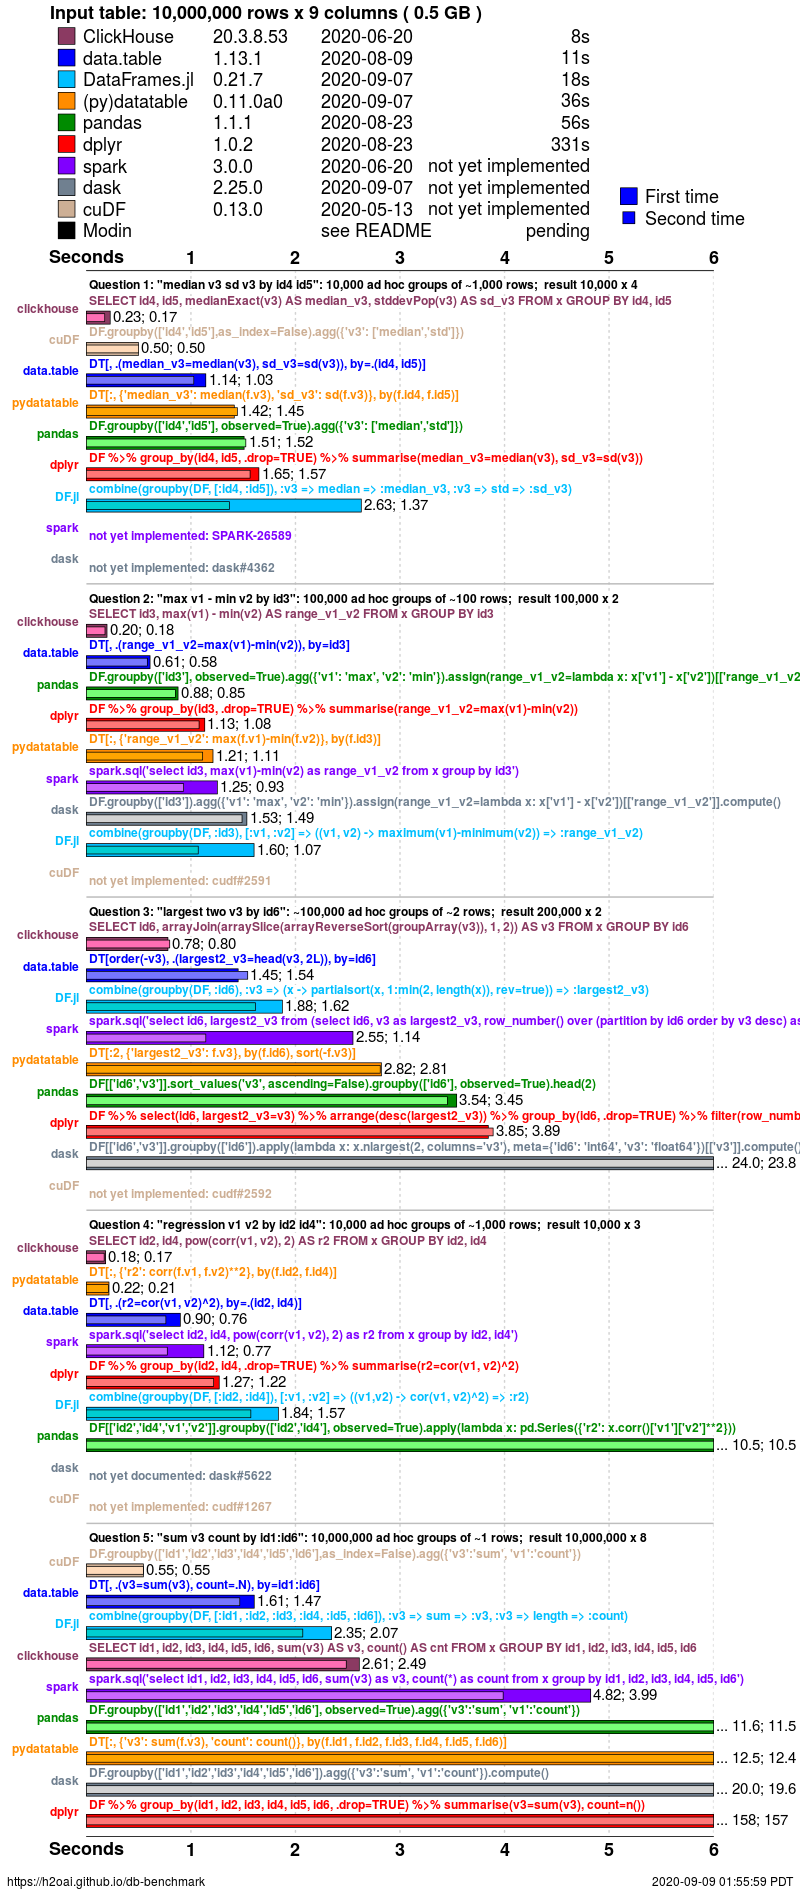 Input table: 10,000,000 rows x 9 columns ( 0.5 GB )
ClickHouse 20.3.8.53 2020-06-20 8s
data.table 1.13.1 2020-08-09 11s
DataFrames.jl 0.21.7 2020-09-07 18s
(py)datatable 0.11.0a0 2020-09-07 36s
pandas 1.1.1 2020-08-23 56s
dplyr 1.0.2 2020-08-23 331s
spark 3.0.0 2020-06-20 not yet implemented
dask 2.25.0 2020-09-07 not yet implemented
cuDF 0.13.0 2020-05-13 not yet implemented
Modin see README pending
First time
Second time
Seconds 1 2 3 4 5 6
Question 1: "median v3 sd v3 by id4 id5": 10,000 ad hoc groups of ~1,000 rows; result 10,000 x 4
SELECT id4, id5, medianExact(v3) AS median_v3, stddevPop(v3) AS sd_v3 FROM x GROUP BY id4, id5
clickhouse 0.23; 0.17
DF.groupby(['id4','id5'],as_index=False).agg({'v3': ['median','std']})
cuDF 0.50; 0.50
DT[, .(median_v3=median(v3), sd_v3=sd(v3)), by=.(id4, id5)]
data.table 1.14; 1.03
DT[:, {'median_v3': median(f.v3), 'sd_v3': sd(f.v3)}, by(f.id4, f.id5)]
pydatatable 1.42; 1.45
DF.groupby(['id4','id5'], observed=True).agg({'v3': ['median','std']})
pandas 1.51; 1.52
DF %>% group_by(id4, id5, .drop=TRUE) %>% summarise(median_v3=median(v3), sd_v3=sd(v3))
dplyr 1.65; 1.57
combine(groupby(DF, [:id4, :id5]), :v3 => median => :median_v3, :v3 => std => :sd_v3)
DF.jl 2.63; 1.37
spark not yet implemented: SPARK-26589
dask not yet implemented: dask#4362
Question 2: "max v1 - min v2 by id3": 100,000 ad hoc groups of ~100 rows; result 100,000 x 2
SELECT id3, max(v1) - min(v2) AS range_v1_v2 FROM x GROUP BY id3
clickhouse 0.20; 0.18
DT[, .(range_v1_v2=max(v1)-min(v2)), by=id3]
data.table 0.61; 0.58
DF.groupby(['id3'], observed=True).agg({'v1': 'max', 'v2': 'min'}).assign(range_v1_v2=lambda x: x['v1'] - x['v2'])[['range_v1_v2
pandas 0.88; 0.85
DF %>% group_by(id3, .drop=TRUE) %>% summarise(range_v1_v2=max(v1)-min(v2))
dplyr 1.13; 1.08
DT[:, {'range_v1_v2': max(f.v1)-min(f.v2)}, by(f.id3)]
pydatatable 1.21; 1.11
spark.sql('select id3, max(v1)-min(v2) as range_v1_v2 from x group by id3')
spark 1.25; 0.93
DF.groupby(['id3']).agg({'v1': 'max', 'v2': 'min'}).assign(range_v1_v2=lambda x: x['v1'] - x['v2'])[['range_v1_v2']].compute()
dask 1.53; 1.49
combine(groupby(DF, :id3), [:v1, :v2] => ((v1, v2) -> maximum(v1)-minimum(v2)) => :range_v1_v2)
DF.jl 1.60; 1.07
cuDF not yet implemented: cudf#2591
Question 3: "largest two v3 by id6": ~100,000 ad hoc groups of ~2 rows; result 200,000 x 2
SELECT id6, arrayJoin(arraySlice(arrayReverseSort(groupArray(v3)), 1, 2)) AS v3 FROM x GROUP BY id6
clickhouse 0.78; 0.80
DT[order(-v3), .(largest2_v3=head(v3, 2L)), by=id6]
data.table 1.45; 1.54
combine(groupby(DF, :id6), :v3 => (x -> partialsort(x, 1:min(2, length(x)), rev=true)) => :largest2_v3)
DF.jl 1.88; 1.62
spark.sql('select id6, largest2_v3 from (select id6, v3 as largest2_v3, row_number() over (partition by id6 order by v3 desc) as
spark 2.55; 1.14
DT[:2, {'largest2_v3': f.v3}, by(f.id6), sort(-f.v3)]
pydatatable 2.82; 2.81
DF[['id6','v3']].sort_values('v3', ascending=False).groupby(['id6'], observed=True).head(2)
pandas 3.54; 3.45
DF %>% select(id6, largest2_v3=v3) %>% arrange(desc(largest2_v3)) %>% group_by(id6, .drop=TRUE) %>% filter(row_numb
dplyr 3.85; 3.89
DF[['id6','v3']].groupby(['id6']).apply(lambda x: x.nlargest(2, columns='v3'), meta={'id6': 'int64', 'v3': 'float64'})[['v3']].compute()
dask ... 24.0; 23.8
cuDF not yet implemented: cudf#2592
Question 4: "regression v1 v2 by id2 id4": 10,000 ad hoc groups of ~1,000 rows; result 10,000 x 3
SELECT id2, id4, pow(corr(v1, v2), 2) AS r2 FROM x GROUP BY id2, id4
clickhouse 0.18; 0.17
DT[:, {'r2': corr(f.v1, f.v2)**2}, by(f.id2, f.id4)]
pydatatable 0.22; 0.21
DT[, .(r2=cor(v1, v2)^2), by=.(id2, id4)]
data.table 0.90; 0.76
spark.sql('select id2, id4, pow(corr(v1, v2), 2) as r2 from x group by id2, id4')
spark 1.12; 0.77
DF %>% group_by(id2, id4, .drop=TRUE) %>% summarise(r2=cor(v1, v2)^2)
dplyr 1.27; 1.22
combine(groupby(DF, [:id2, :id4]), [:v1, :v2] => ((v1,v2) -> cor(v1, v2)^2) => :r2)
DF.jl 1.84; 1.57
DF[['id2','id4','v1','v2']].groupby(['id2','id4'], observed=True).apply(lambda x: pd.Series({'r2': x.corr()['v1']['v2']**2}))
pandas ... 10.5; 10.5
dask not yet documented: dask#5622
cuDF not yet implemented: cudf#1267
Question 5: "sum v3 count by id1:id6": 10,000,000 ad hoc groups of ~1 rows; result 10,000,000 x 8
DF.groupby(['id1','id2','id3','id4','id5','id6'],as_index=False).agg({'v3':'sum', 'v1':'count'})
cuDF 0.55; 0.55
DT[, .(v3=sum(v3), count=.N), by=id1:id6]
data.table 1.61; 1.47
combine(groupby(DF, [:id1, :id2, :id3, :id4, :id5, :id6]), :v3 => sum => :v3, :v3 => length => :count)
DF.jl 2.35; 2.07
SELECT id1, id2, id3, id4, id5, id6, sum(v3) AS v3, count() AS cnt FROM x GROUP BY id1, id2, id3, id4, id5, id6
clickhouse 2.61; 2.49
spark.sql('select id1, id2, id3, id4, id5, id6, sum(v3) as v3, count(*) as count from x group by id1, id2, id3, id4, id5, id6')
spark 4.82; 3.99
DF.groupby(['id1','id2','id3','id4','id5','id6'], observed=True).agg({'v3':'sum', 'v1':'count'})
pandas ... 11.6; 11.5
DT[:, {'v3': sum(f.v3), 'count': count()}, by(f.id1, f.id2, f.id3, f.id4, f.id5, f.id6)]
pydatatable ... 12.5; 12.4
DF.groupby(['id1','id2','id3','id4','id5','id6']).agg({'v3':'sum', 'v1':'count'}).compute()
dask ... 20.0; 19.6
DF %>% group_by(id1, id2, id3, id4, id5, id6, .drop=TRUE) %>% summarise(v3=sum(v3), count=n())
dplyr ... 158; 157
Seconds 1 2 3 4 5 6
https://h2oai.github.io/db-benchmark 2020-09-09 01:55:59 PDT